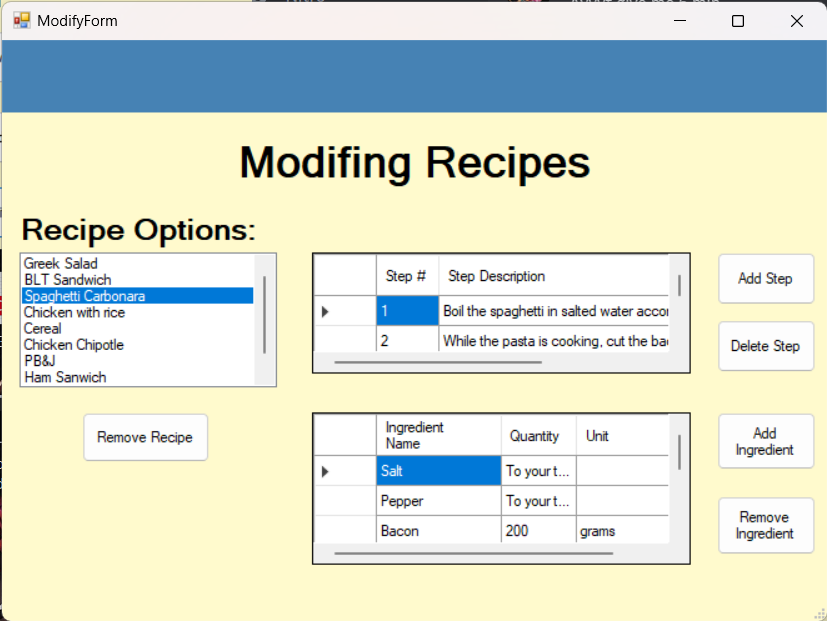 ModifyForm
Modifing Recipes
Recipe Options:
Greek Salad
BLT Sandwich
Spaghetti Carbonara
Chicken with rice
Cereal
Chicken Chipotle
PB&J
Ham Sanwich
Remove Recipe
Step # Step Description
1 Boil the spaghetti in salted water accor
2 While the pasta is cooking, cut the bac
Add Step
Delete Step
Ingredient
Name Quantity Unit
Salt To your t...
Pepper To your t...
Bacon 200 grams
Add
Ingredient
Remove
Ingredient